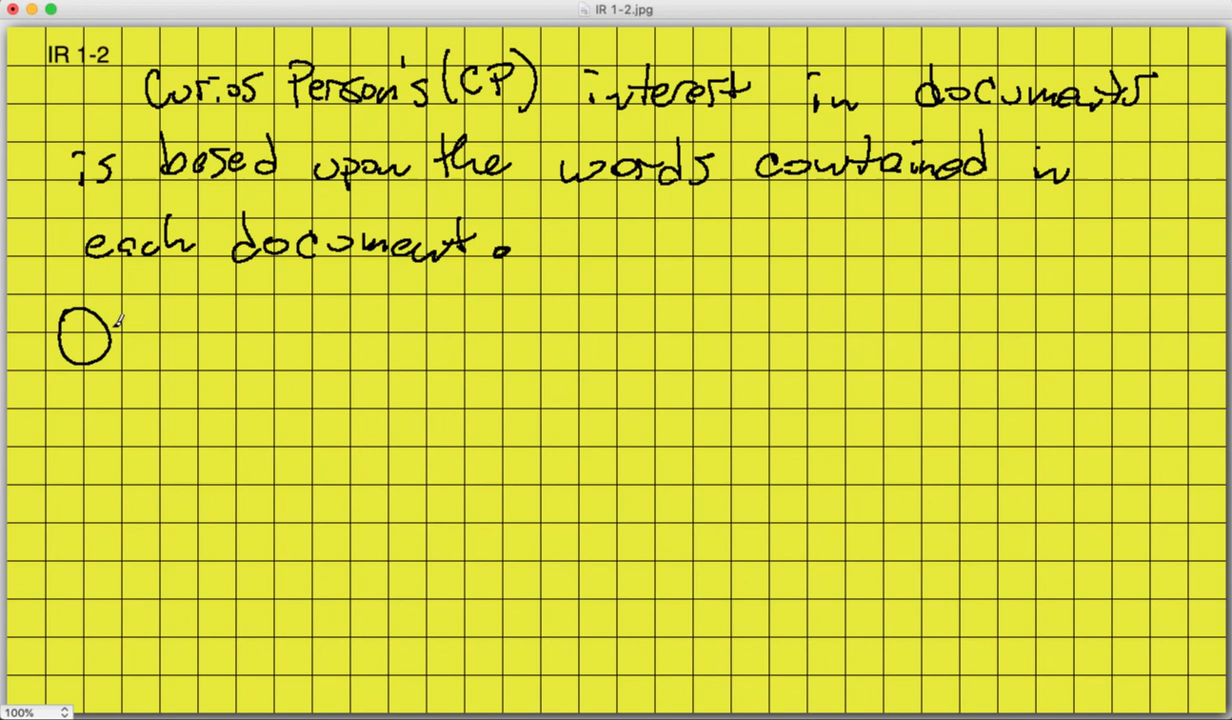 IR 1-2.jpg
IR 1-2
Curios Person's (CP) interest in documents
is based upon the words contained in
each document.
100%